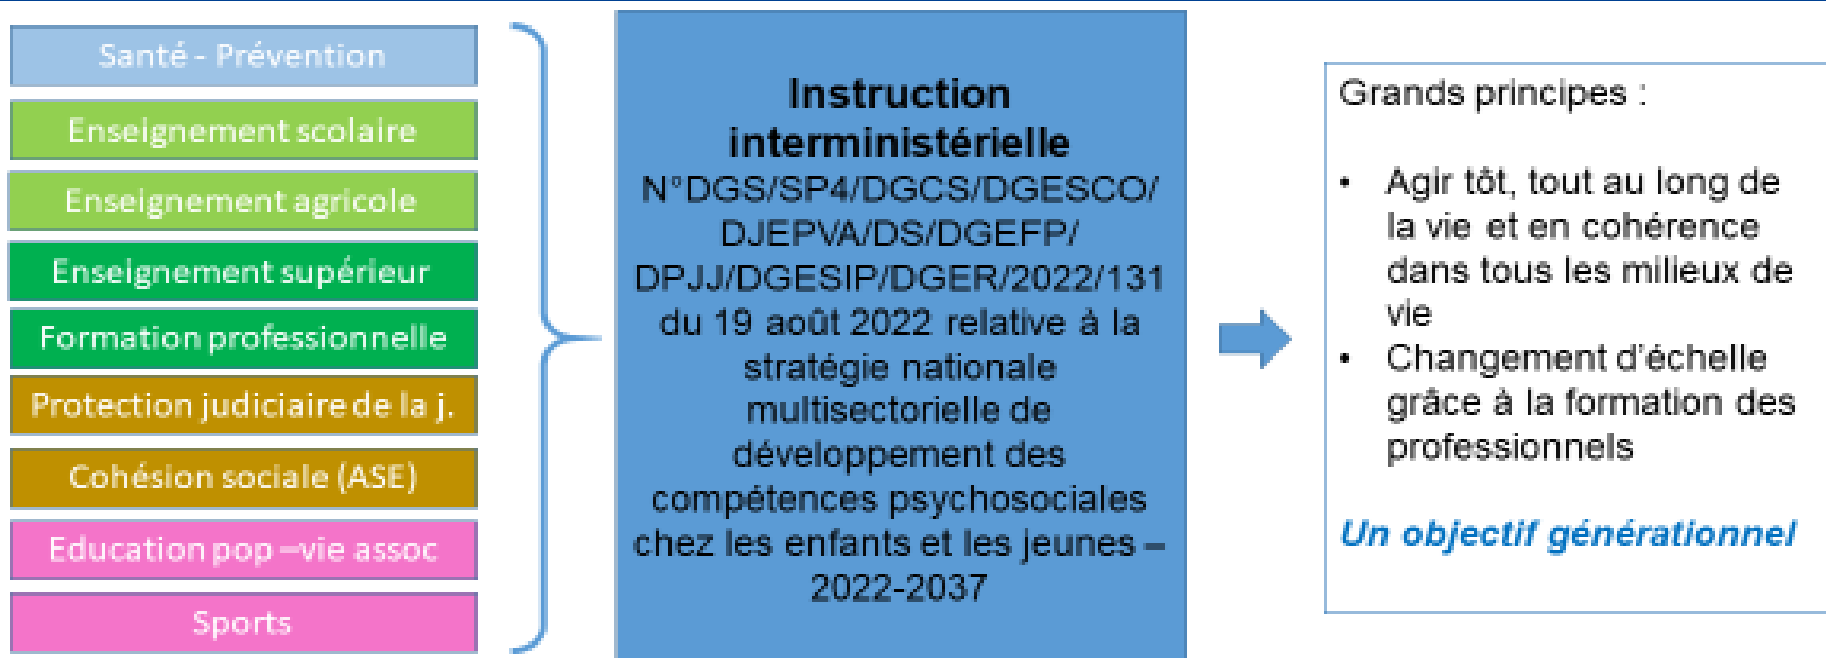 Santé - Prévention
Enseignement scolaire
Enseignement agricole
Enseignement supérieur
Formation professionnelle
Protection judiciaire de la j.
Cohésion sociale (ASE)
Education pop –vie assoc
Sports
Instruction
interministérielle
N°DGS/SP4/DGCS/DGESCO/
DJEPVA/DS/DGEFP/
DPJJ/DGESIP/DGER/2022/131
du 19 août 2022 relative à la
stratégie nationale
multisectorielle de
développement des
compétences psychosociales
chez les enfants et les jeunes –
2022-2037
Grands principes :
• Agir tôt, tout au long de
la vie et en cohérence
dans tous les milieux de
vie
• Changement d’échelle
grâce à la formation des
professionnels
Un objectif générationnel